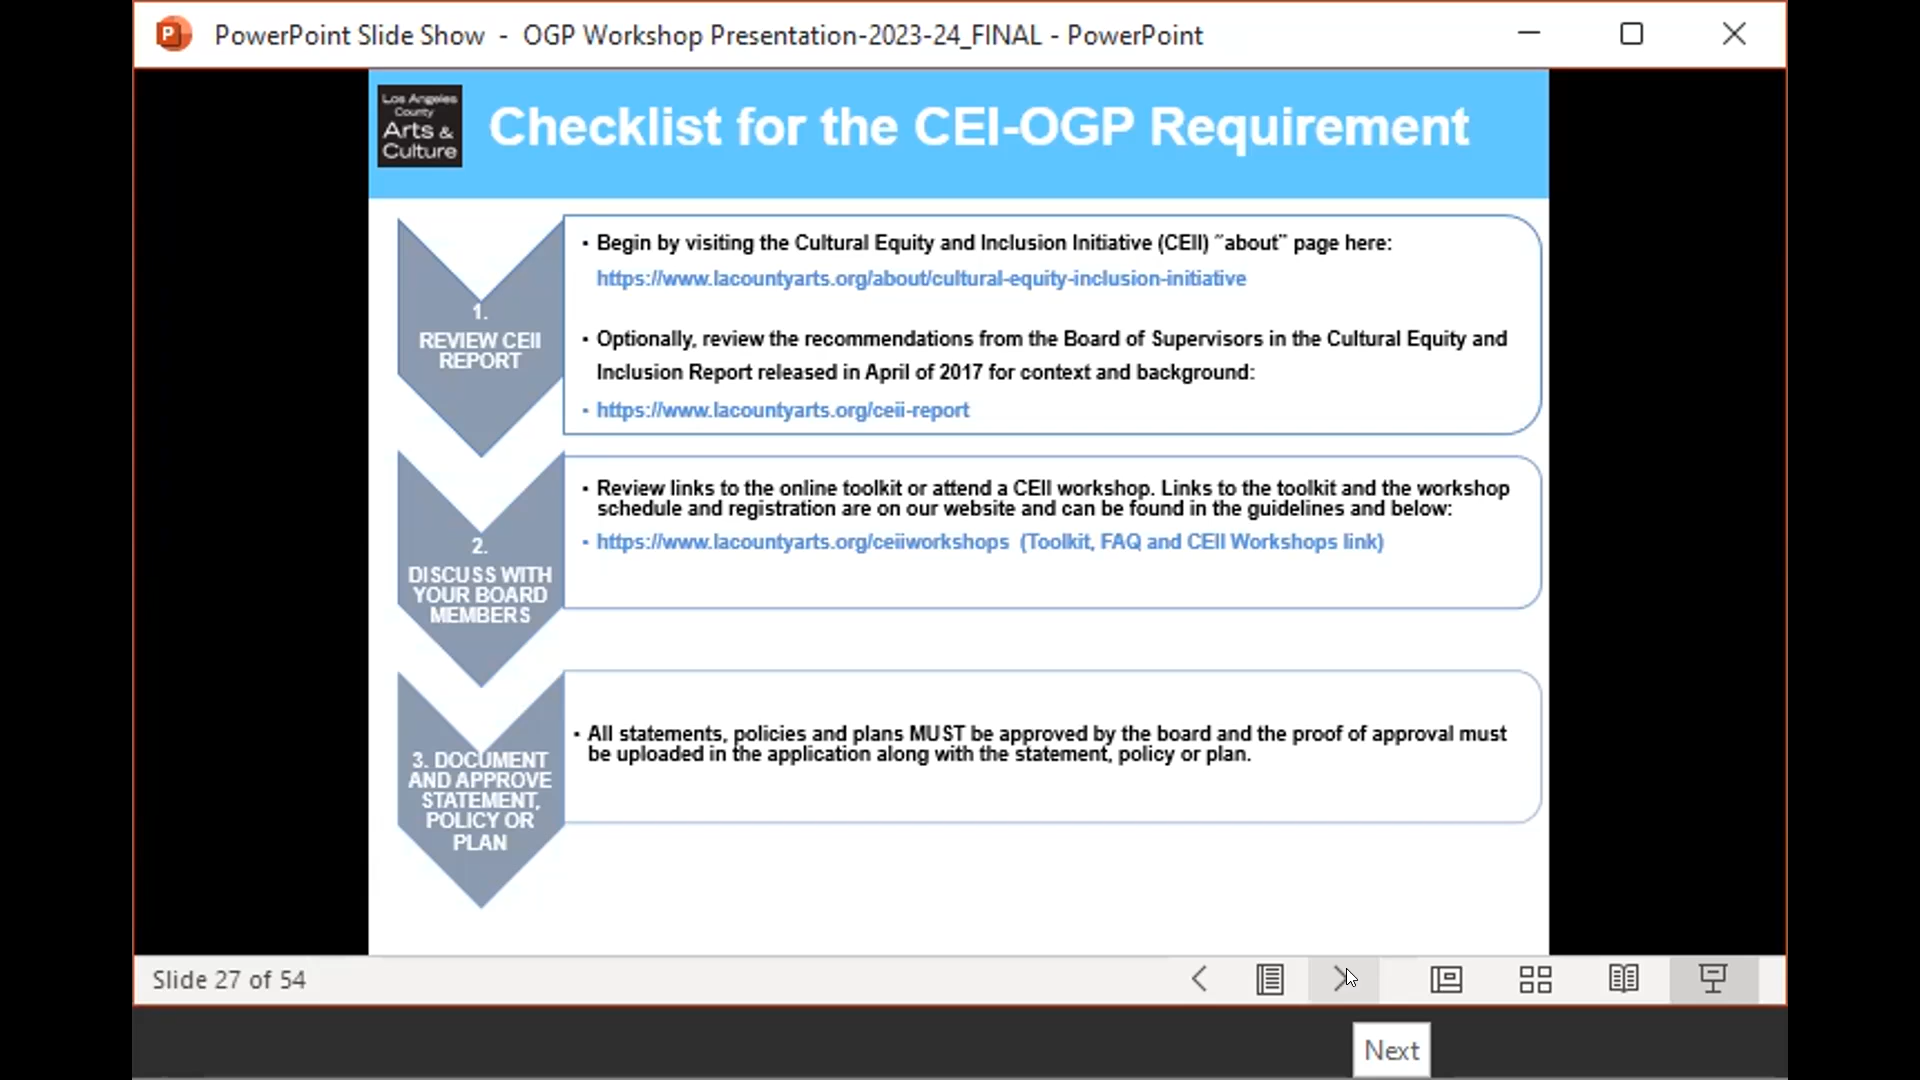 PowerPoint Slide Show - OGP Workshop Presentation-2023-24_FINAL - PowerPoint
Los Angeles
County
Arts &
Culture
Checklist for the CEI-OGP Requirement
1.
REVIEW CEII
REPORT
• Begin by visiting the Cultural Equity and Inclusion Initiative (CEII) ˝about" page here:
https://www.lacountyarts.org/about/cultural-equity-inclusion-initiative
• Optionally, review the recommendations from the Board of Supervisors in the Cultural Equity and
Inclusion Report released in April of 2017 for context and background:
• https://www.lacountyarts.org/ceii-report
2.
DISCUSS WITH
YOUR BOARD
MEMBERS
• Review links to the online toolkit or attend a CEII workshop. Links to the toolkit and the workshop
schedule and registration are on our website and can be found in the guidelines and below:
• https://www.lacountyarts.org/ceiiworkshops (Toolkit, FAQ and CEII Workshops link)
3. DOCUMENT
AND APPROVE
STATEMENT,
POLICY OR
PLAN
• All statements, policies and plans MUST be approved by the board and the proof of approval must
be uploaded in the application along with the statement, policy or plan.
Slide 27 of 54
Next